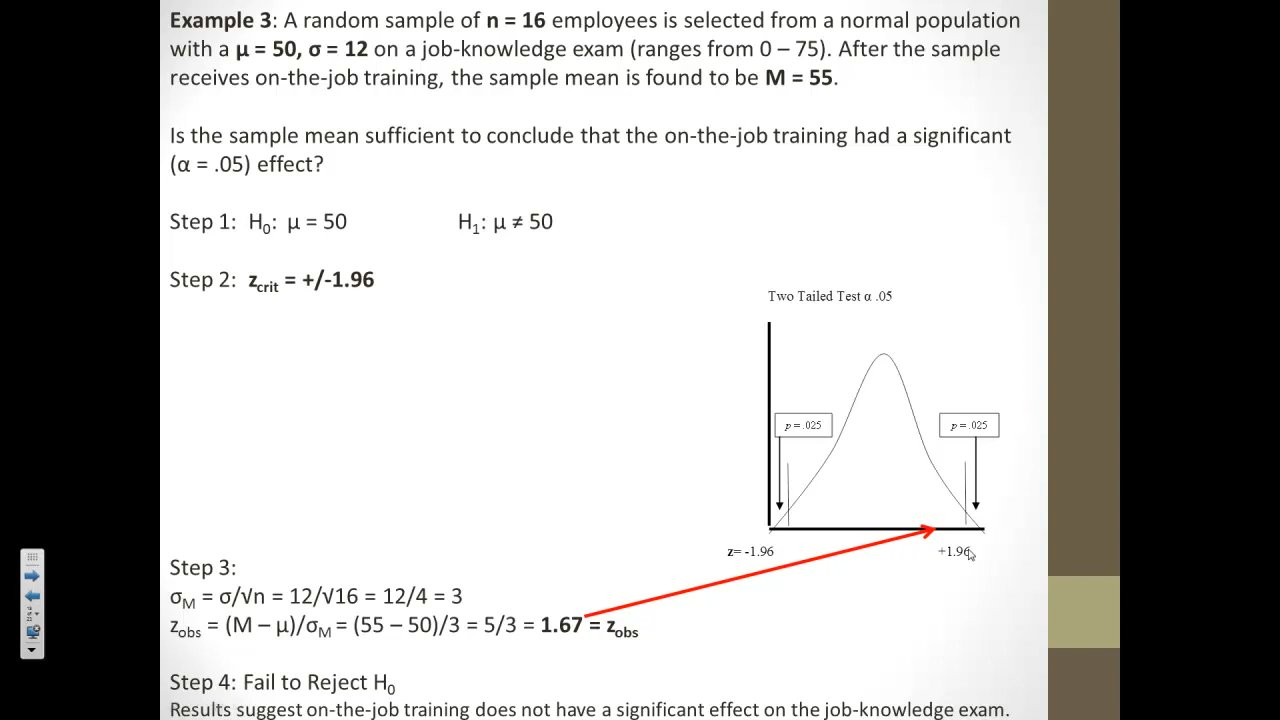 Example 3: A random sample of n = 16 employees is selected from a normal population
with a μ = 50, σ = 12 on a job-knowledge exam (ranges from 0 – 75). After the sample
receives on-the-job training, the sample mean is found to be M = 55.
Is the sample mean sufficient to conclude that the on-the-job training had a significant
(α = .05) effect?
Step 1: H₀: μ = 50 H₁: μ ≠ 50
Step 2: z_crit = +/-1.96
Two Tailed Test α .05
p = .025 p = .025
z= -1.96 +1.96
Step 3:
σ_M = σ/√n = 12/√16 = 12/4 = 3
z_obs = (M – μ)/σ_M = (55 – 50)/3 = 5/3 = 1.67 = z_obs
Step 4: Fail to Reject H₀
Results suggest on-the-job training does not have a significant effect on the job-knowledge exam.